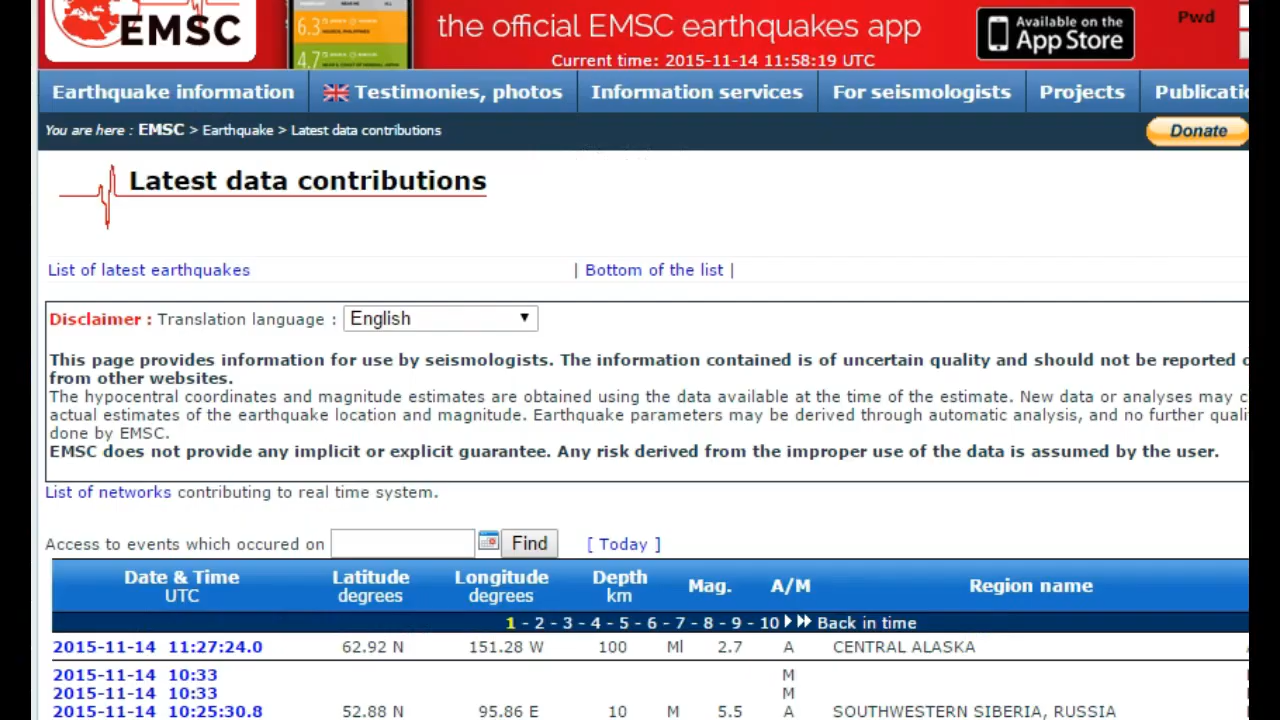 EMSC
6.3
4.7
the official EMSC earthquakes app
Available on the
App Store
Pwd
Current time: 2015-11-14 11:58:19 UTC
Earthquake information Testimonies, photos Information services For seismologists Projects Publicatic
You are here : EMSC > Earthquake > Latest data contributions
Donate
Latest data contributions
List of latest earthquakes | Bottom of the list |
Disclaimer : Translation language : English
This page provides information for use by seismologists. The information contained is of uncertain quality and should not be reported
from other websites.
The hypocentral coordinates and magnitude estimates are obtained using the data available at the time of the estimate. New data or analyses may
actual estimates of the earthquake location and magnitude. Earthquake parameters may be derived through automatic analysis, and no further quali
done by EMSC.
EMSC does not provide any implicit or explicit guarantee. Any risk derived from the improper use of the data is assumed by the user.
List of networks contributing to real time system.
Access to events which occured on Find [ Today ]
Date & Time UTC Latitude degrees Longitude degrees Depth km Mag. A/M Region name
1 - 2 - 3 - 4 - 5 - 6 - 7 - 8 - 9 - 10 Back in time
2015-11-14 11:27:24.0 62.92 N 151.28 W 100 Ml 2.7 A CENTRAL ALASKA
2015-11-14 10:33 M
2015-11-14 10:33 M
2015-11-14 10:25:30.8 52.88 N 95.86 E 10 M 5.5 A SOUTHWESTERN SIBERIA, RUSSIA